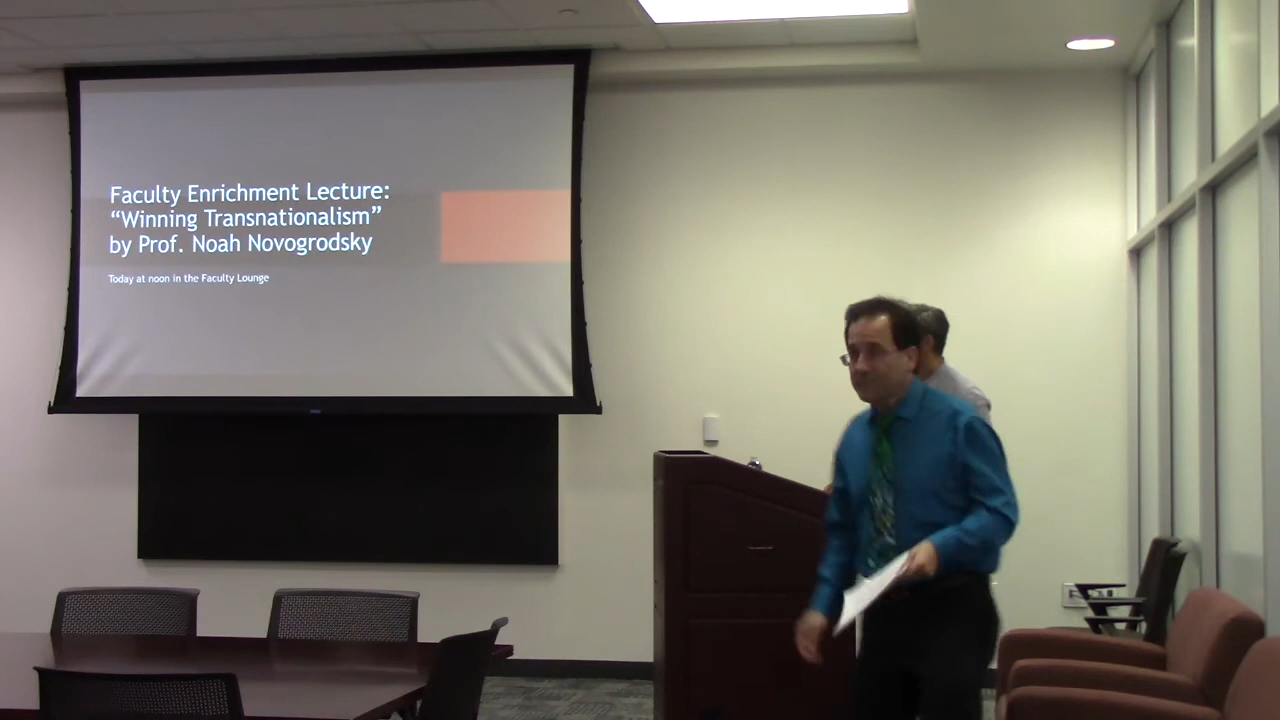 Faculty Enrichment Lecture:
“Winning Transnationalism”
by Prof. Noah Novogrodsky
Today at noon in the Faculty Lounge